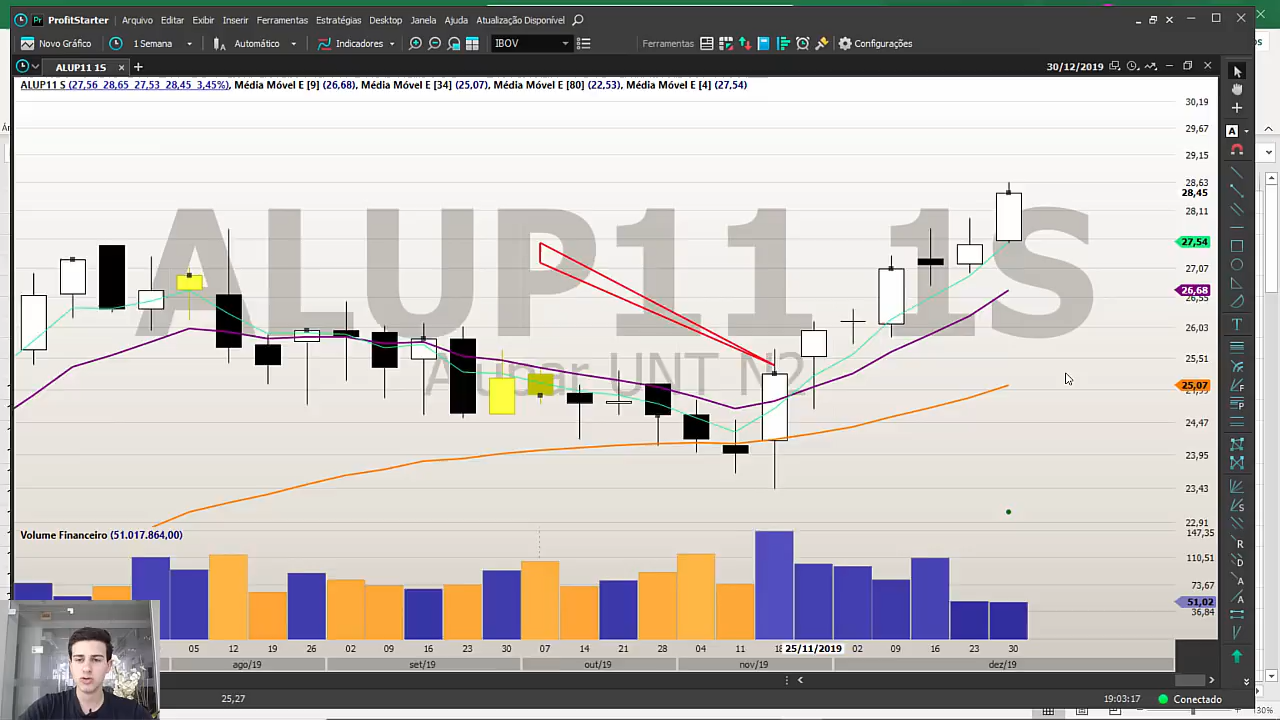 ProfitStarter Arquivo Editar Exibir Inserir Ferramentas Estratégias Desktop Janela Ajuda Atualização Disponível
Novo Gráfico 1 Semana Automático Indicadores IBOV Ferramentas Configurações
ALUP11 1S 30/12/2019
ALUP11 S (27,56 28,65 27,53 28,45 3,45%), Média Móvel E [9] (26,68), Média Móvel E [34] (25,07), Média Móvel E [80] (22,53), Média Móvel E [4] (27,54)
30,19
29,67
29,15
28,63
28,45
28,11
27,54
27,07
26,68
26,55
26,03
25,51
25,07
24,47
23,95
23,43
22,91
ALUP11 1S
Alupar UNT N2
Volume Financeiro (51.017.864,00)
147,35
110,51
73,67
51,02
36,84
05 12 19 26 02 09 16 23 30 07 14 21 28 04 11 18 25/11/2019 02 09 16 23 30
ago/19 set/19 out/19 nov/19 dez/19
25,27 19:03:17 Conectado
30%